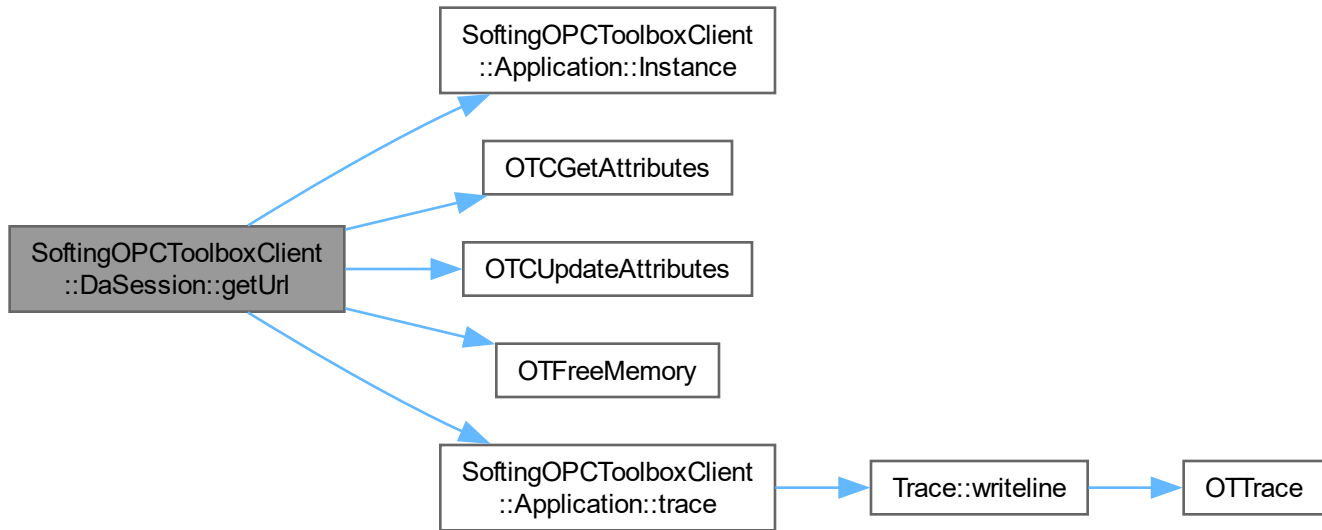 SoftingOPCToolboxClient
::Application::Instance
OTCGetAttributes
SoftingOPCToolboxClient
::DaSession::getUrl
OTCUpdateAttributes
OTFreeMemory
SoftingOPCToolboxClient
::Application::trace
Trace::writeline
OTTrace